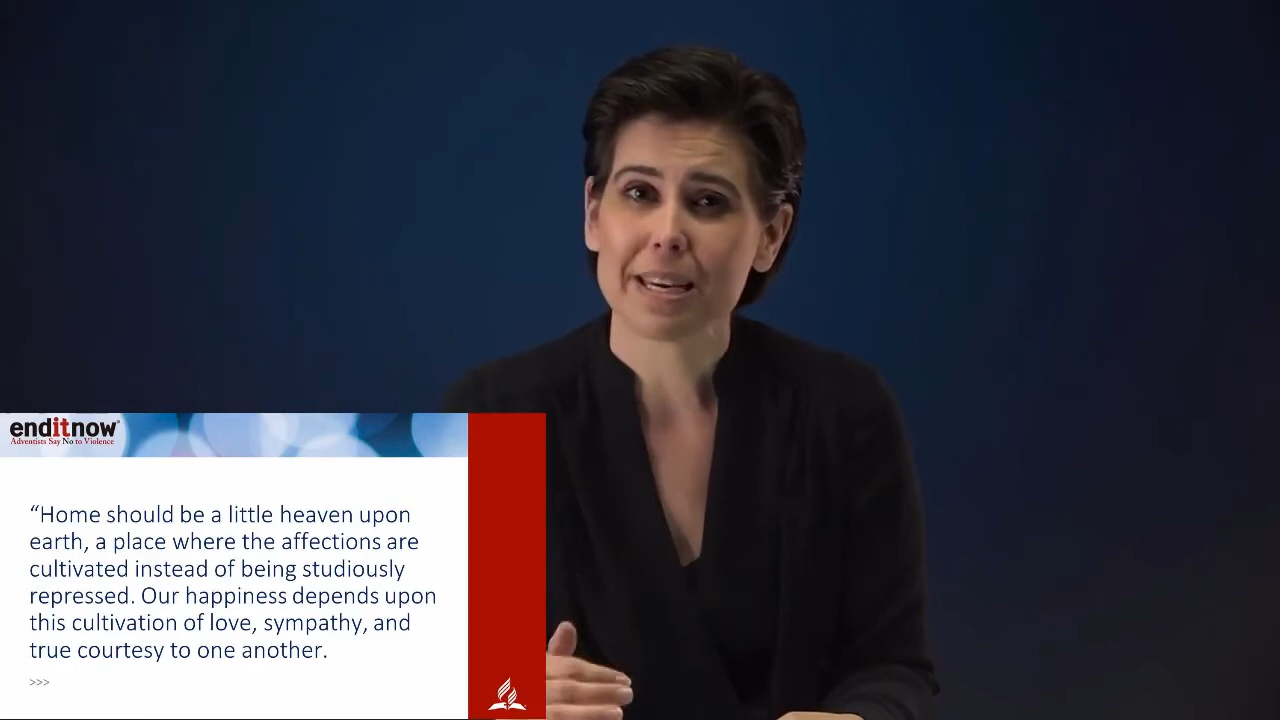 enditnow®
Adventists Say No to Violence
“Home should be a little heaven upon
earth, a place where the affections are
cultivated instead of being studiously
repressed. Our happiness depends upon
this cultivation of love, sympathy, and
true courtesy to one another.
>>>